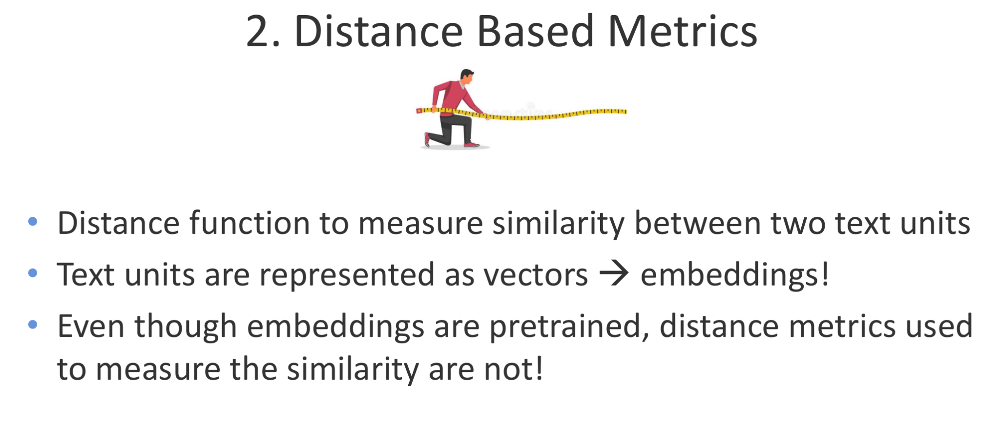 2. Distance Based Metrics
• Distance function to measure similarity between two text units
• Text units are represented as vectors → embeddings!
• Even though embeddings are pretrained, distance metrics used
to measure the similarity are not!